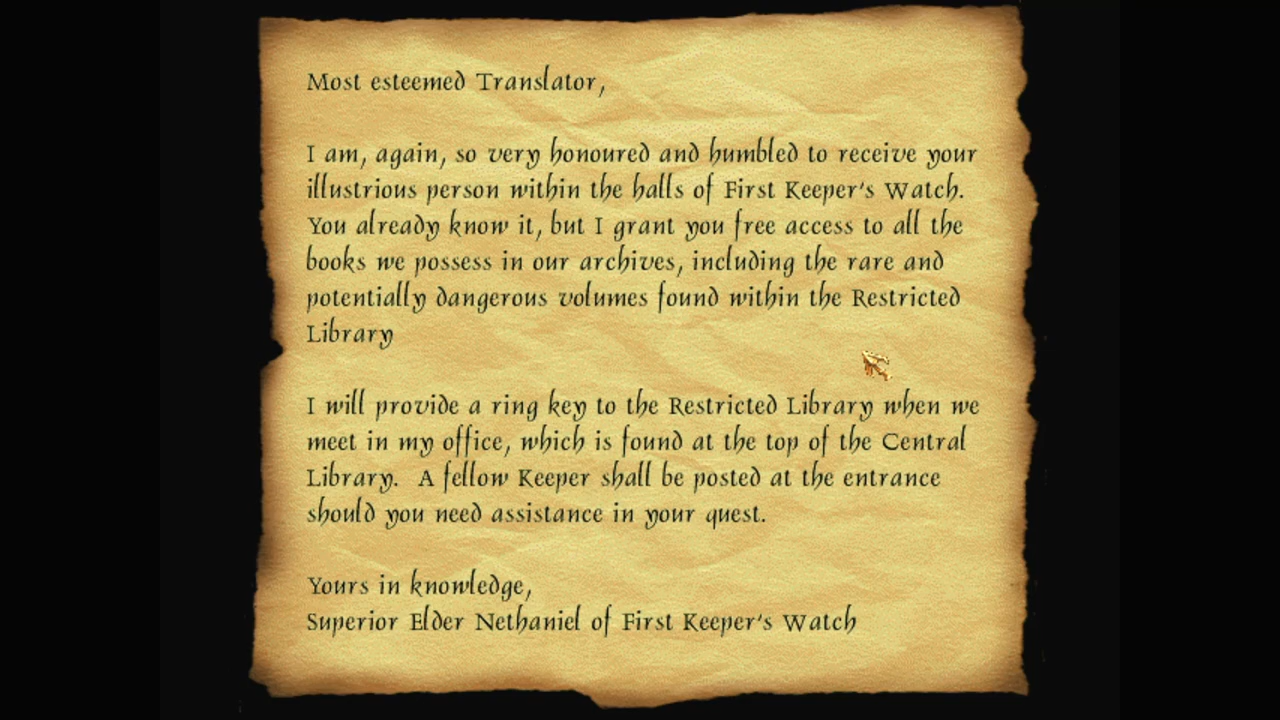 Most esteemed Translator,
I am, again, so very honoured and humbled to receive your
illustrious person within the halls of First Keeper's Watch.
You already know it, but I grant you free access to all the
books we possess in our archives, including the rare and
potentially dangerous volumes found within the Restricted
Library
I will provide a ring key to the Restricted Library when we
meet in my office, which is found at the top of the Central
Library.  A fellow Keeper shall be posted at the entrance
should you need assistance in your quest.
Yours in knowledge,
Superior Elder Nethaniel of First Keeper's Watch